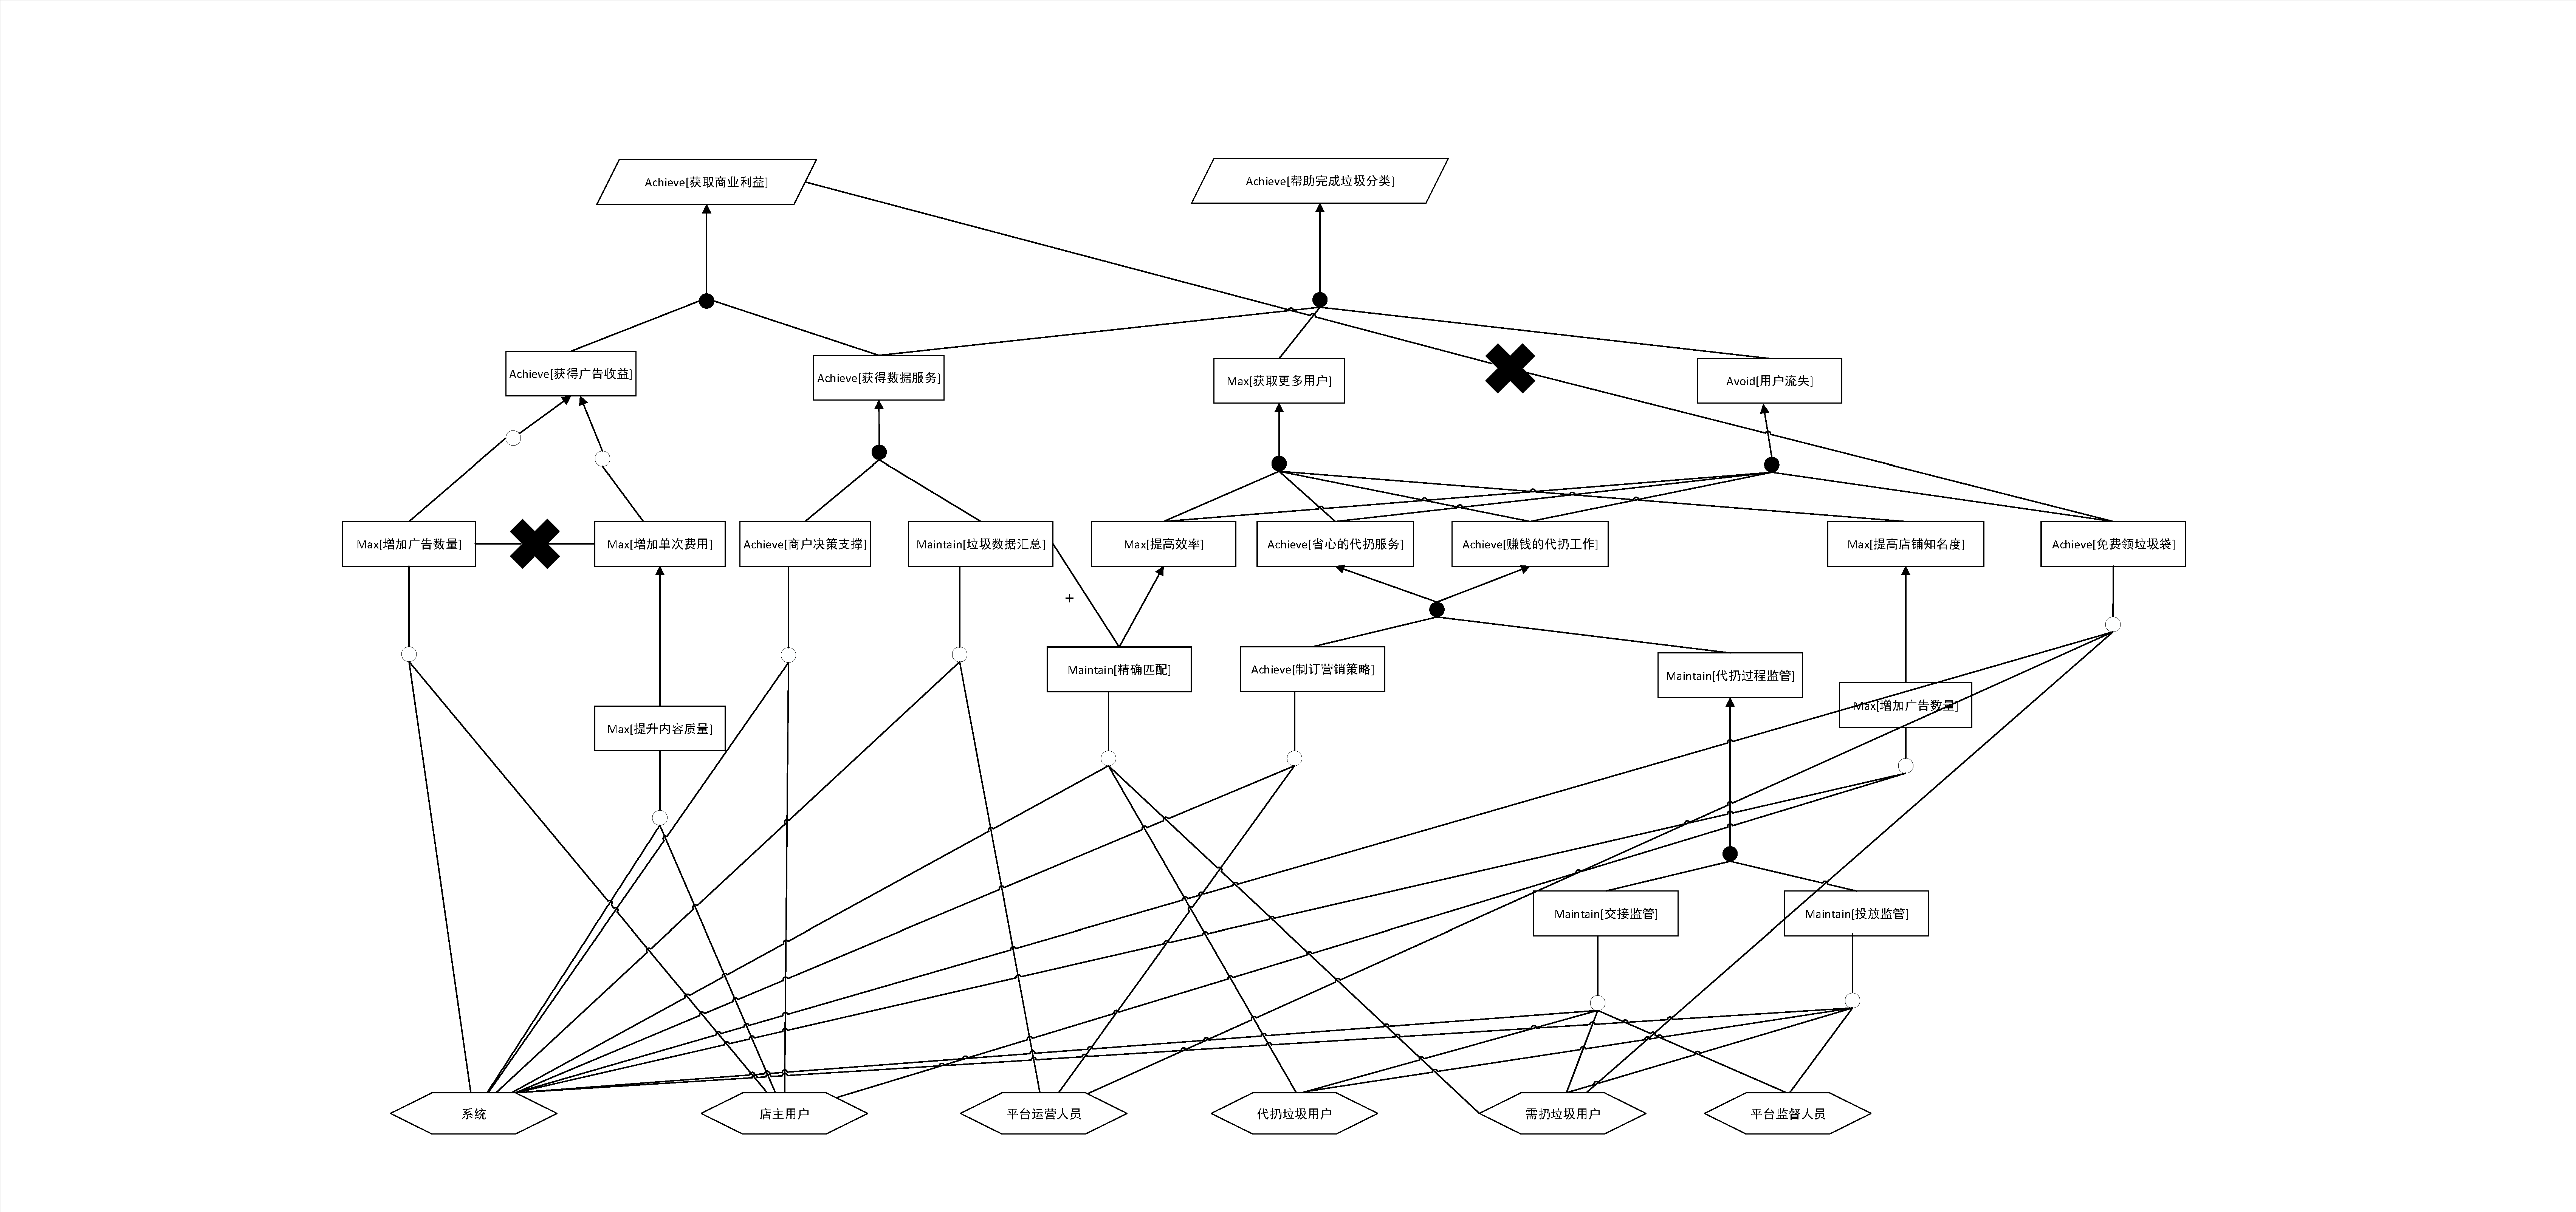 Achieve[获取商业利益]
Achieve[帮助完成垃圾分类]
Achieve[获得广告收益]
Achieve[获得数据服务]
Max[获取更多用户]
Avoid[用户流失]
Max[增加广告数量]
Max[增加单次费用]
Achieve[商户决策支撑]
Maintain[垃圾数据汇总]
Max[提高效率]
Achieve[省心的代扔服务]
Achieve[赚钱的代扔工作]
Max[提高店铺知名度]
Achieve[免费领垃圾袋]
+
Maintain[精确匹配]
Achieve[制订营销策略]
Maintain[代扔过程监管]
Max[增加广告数量]
Max[提升内容质量]
Maintain[交接监管]
Maintain[投放监管]
系统
店主用户
平台运营人员
代扔垃圾用户
需扔垃圾用户
平台监督人员